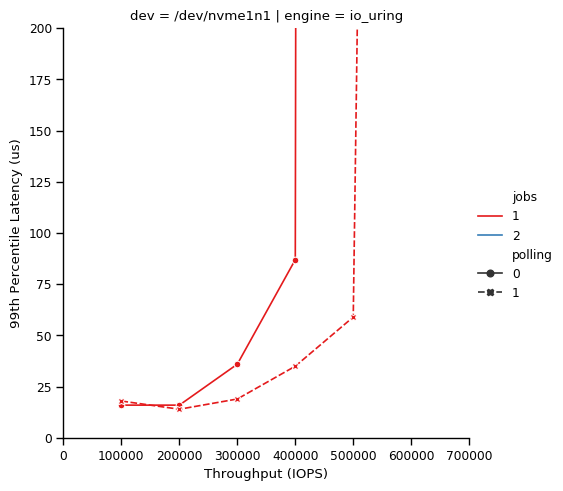 dev = /dev/nvme1n1 | engine = io_uring
200
175
150
125
100
75
50
25
0
99th Percentile Latency (us)
0 100000 200000 300000 400000 500000 600000 700000
Throughput (IOPS)
jobs
1
2
polling
0
1